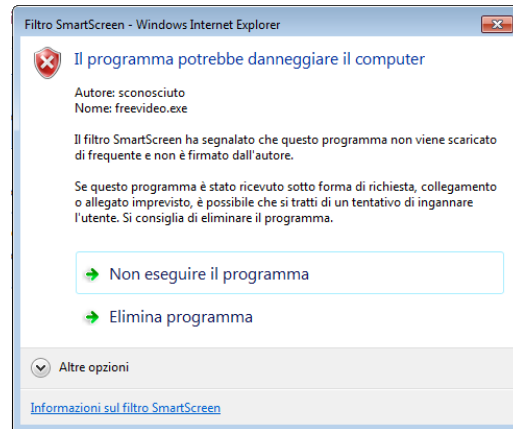 Filtro SmartScreen - Windows Internet Explorer
Il programma potrebbe danneggiare il computer
Autore: sconosciuto
Nome: freevideo.exe
Il filtro SmartScreen ha segnalato che questo programma non viene scaricato
di frequente e non è firmato dall'autore.
Se questo programma è stato ricevuto sotto forma di richiesta, collegamento
o allegato imprevisto, è possibile che si tratti di un tentativo di ingannare
l'utente. Si consiglia di eliminare il programma.
Non eseguire il programma
Elimina programma
Altre opzioni
Informazioni sul filtro SmartScreen